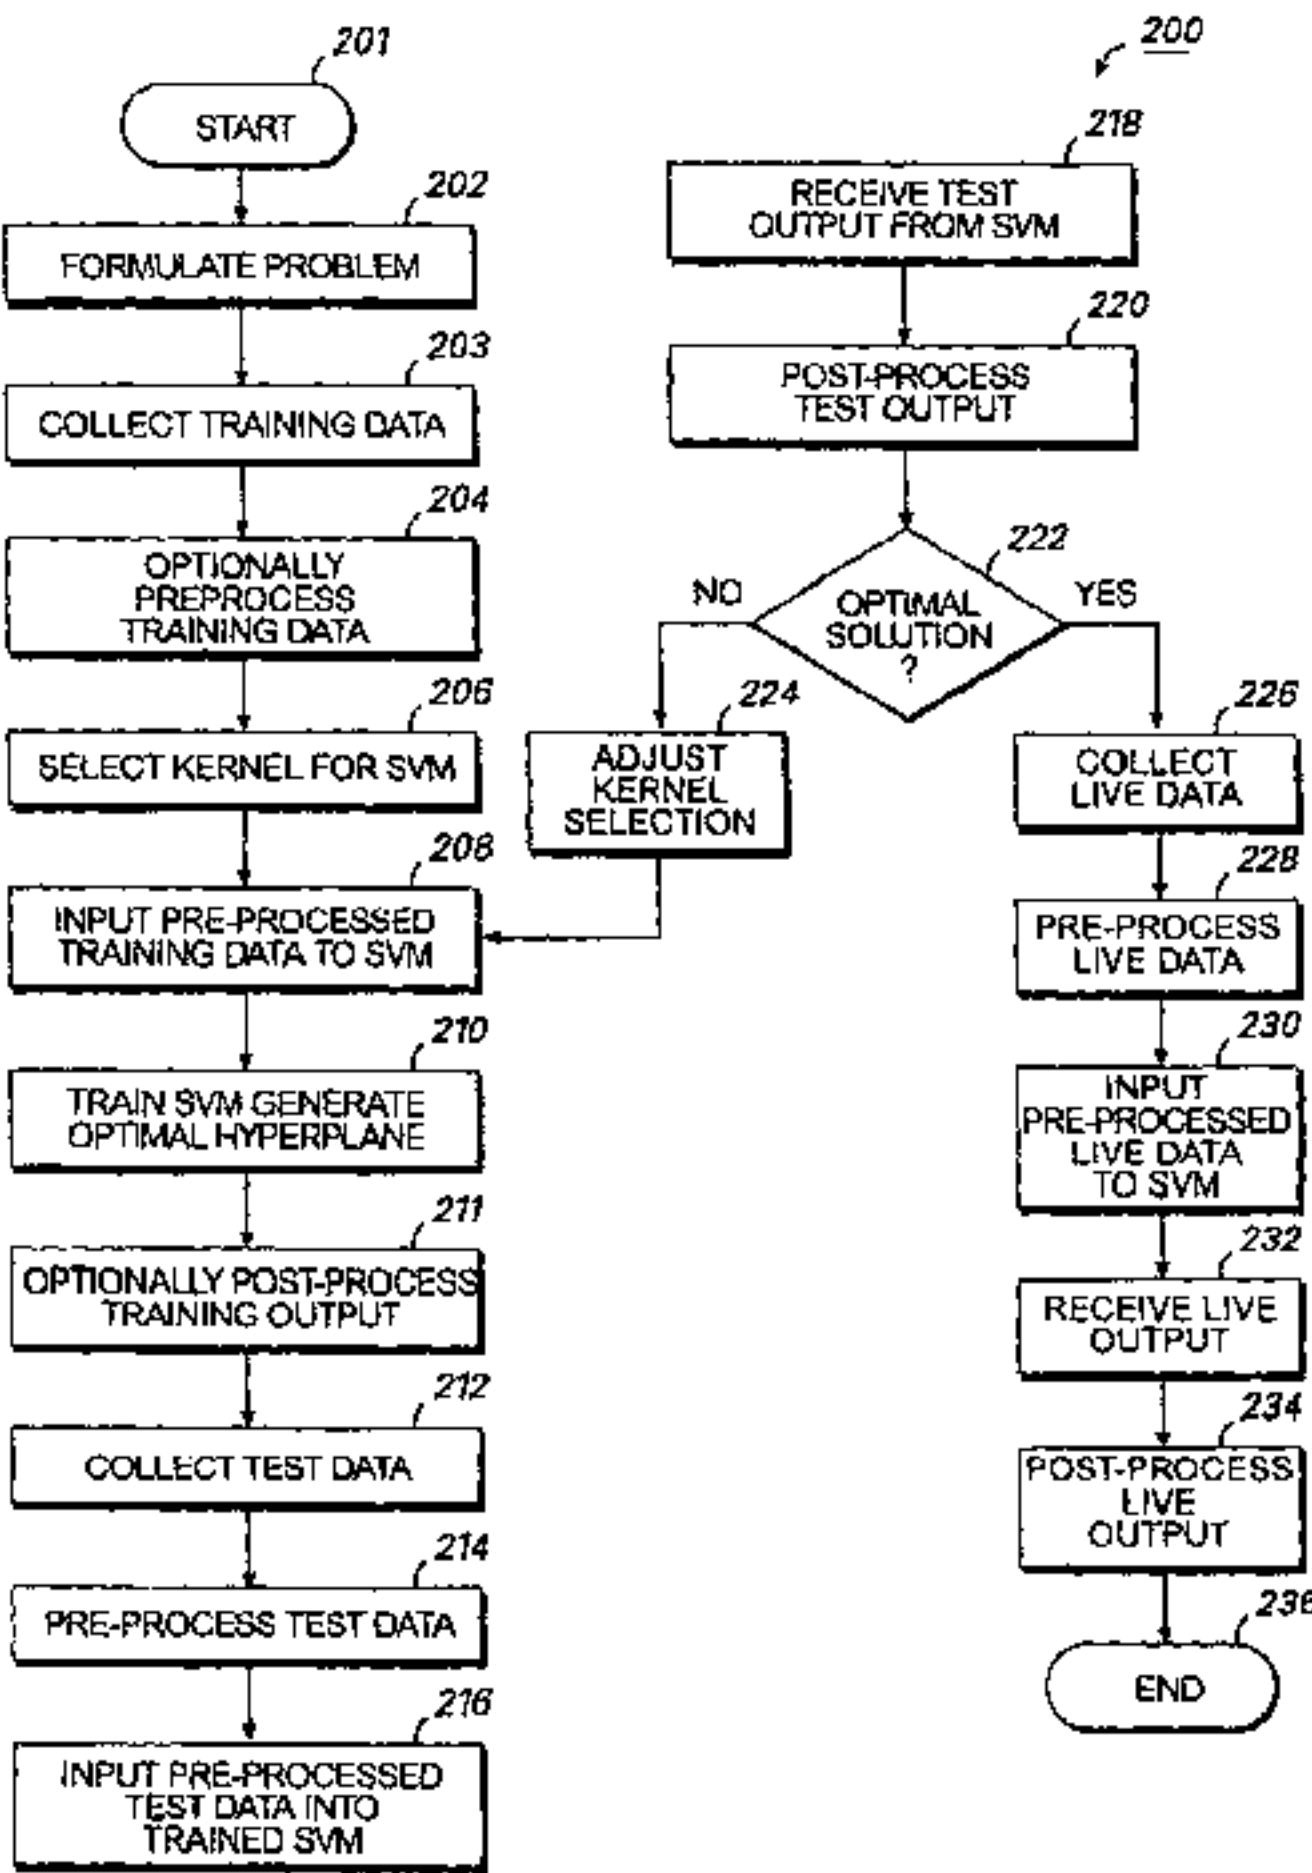 201
START
202
FORMULATE PROBLEM
203
COLLECT TRAINING DATA
204
OPTIONALLY
PREPROCESS
TRAINING DATA
206
SELECT KERNEL FOR SVM
208
INPUT PRE-PROCESSED
TRAINING DATA TO SVM
210
TRAIN SVM GENERATE
OPTIMAL HYPERPLANE
211
OPTIONALLY POST-PROCESS
TRAINING OUTPUT
212
COLLECT TEST DATA
214
PRE-PROCESS TEST DATA
216
INPUT PRE-PROCESSED
TEST DATA INTO
TRAINED SVM
200
218
RECEIVE TEST
OUTPUT FROM SVM
220
POST-PROCESS
TEST OUTPUT
222
OPTIMAL
SOLUTION
?
NO
YES
224
ADJUST
KERNEL
SELECTION
226
COLLECT
LIVE DATA
228
PRE-PROCESS
LIVE DATA
230
INPUT
PRE-PROCESSED
LIVE DATA
TO SVM
232
RECEIVE LIVE
OUTPUT
234
POST-PROCESS
LIVE
OUTPUT
236
END